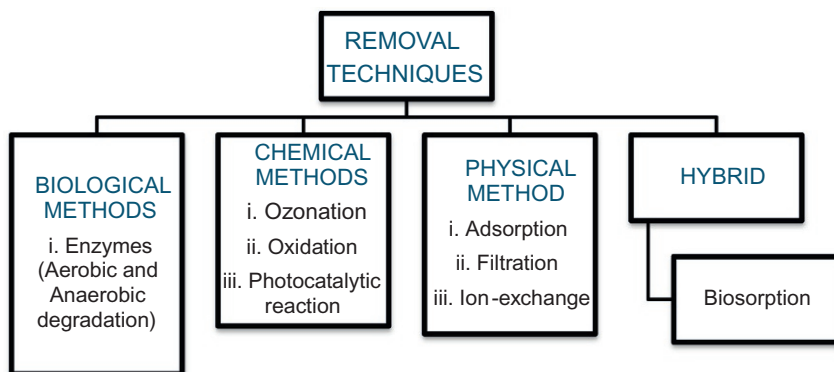 REMOVAL
TECHNIQUES
BIOLOGICAL
METHODS
i. Enzymes
(Aerobic and
Anaerobic
degradation)
CHEMICAL
METHODS
i. Ozonation
ii. Oxidation
iii. Photocatalytic
reaction
PHYSICAL
METHOD
i. Adsorption
ii. Filtration
iii. Ion-exchange
HYBRID
Biosorption